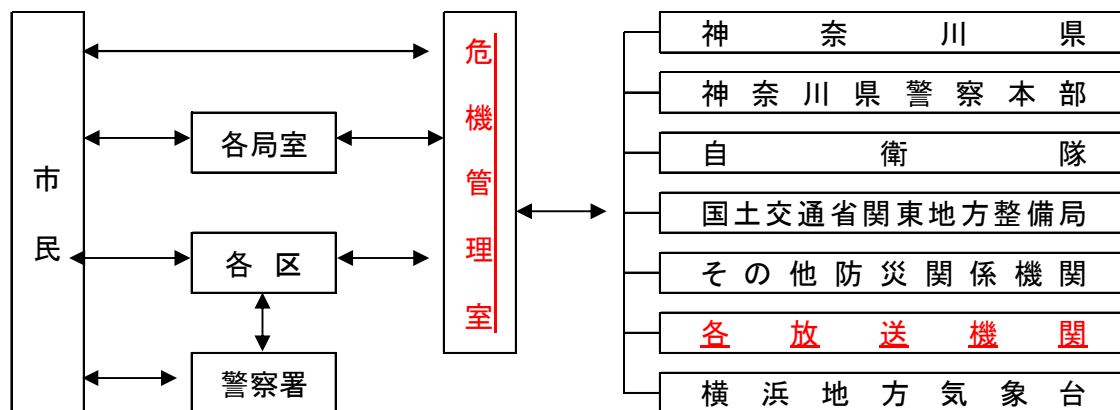 市民
各局室
各区
警察署
危機管理室
神奈川県
神奈川県警察本部
自衛隊
国土交通省関東地方整備局
その他防災関係機関
各放送機関
横浜地方気象台